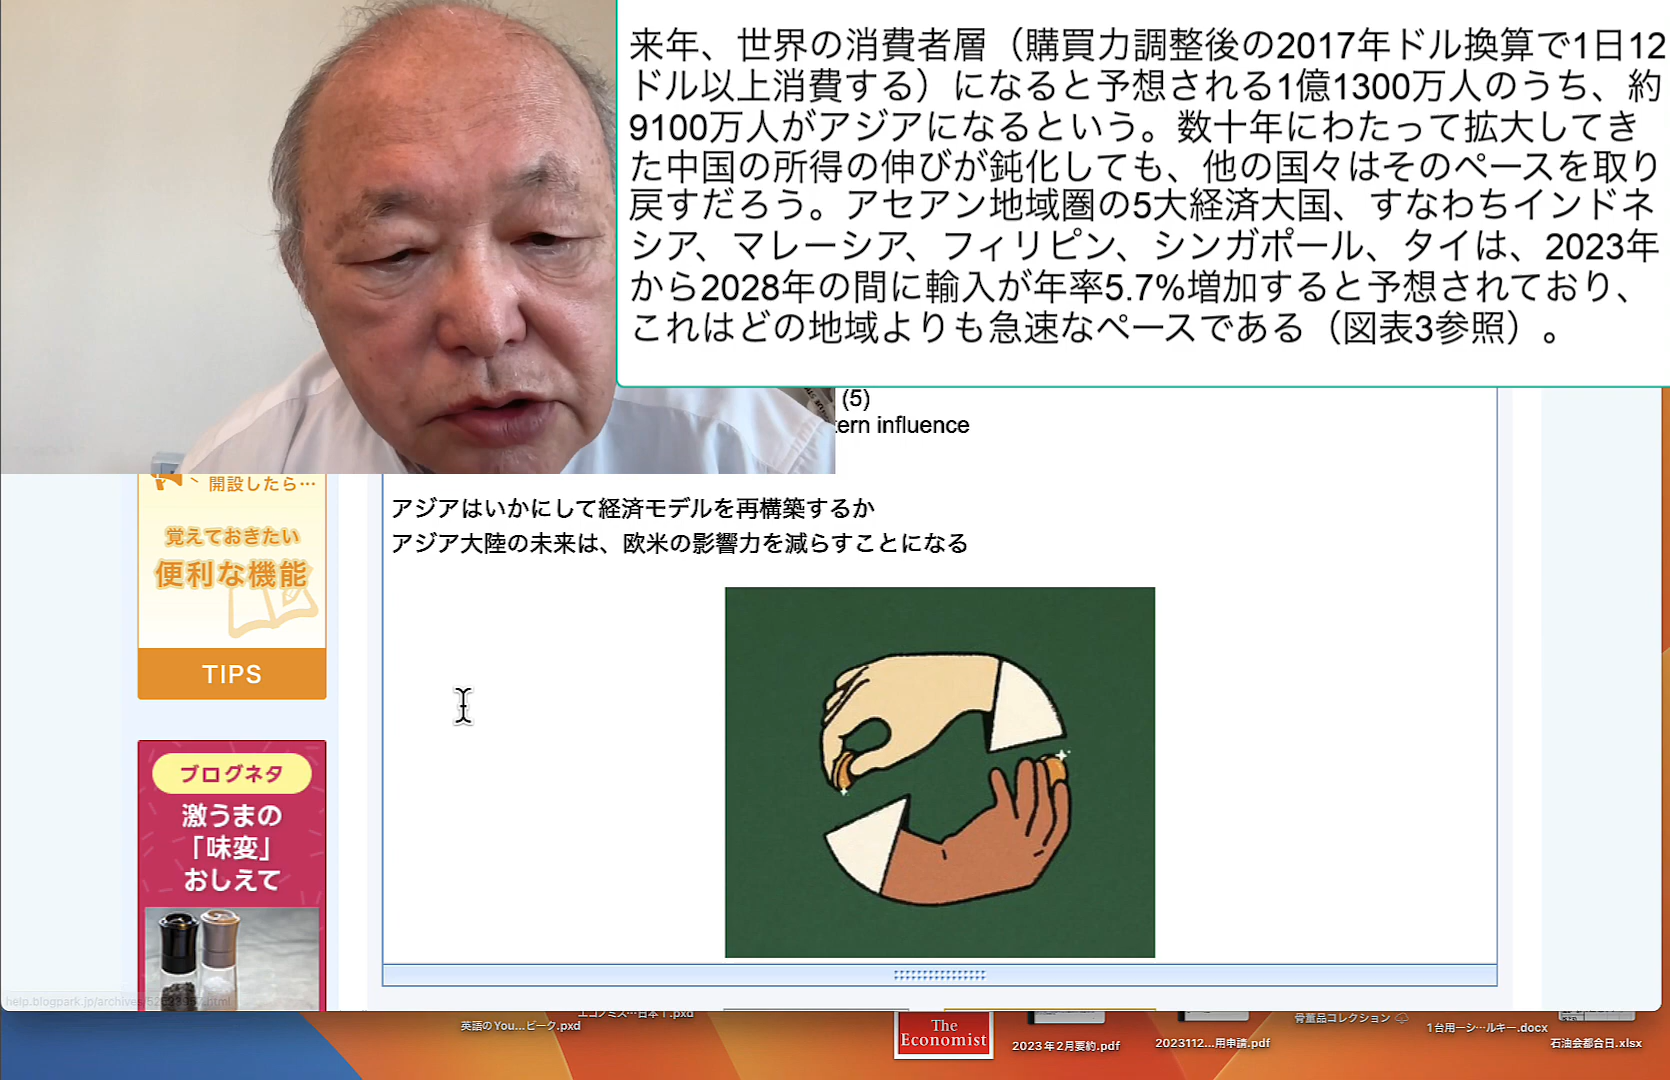 来年、世界の消費者層（購買力調整後の2017年ドル換算で1日12
ドル以上消費する）になると予想される1億1300万人のうち、約
9100万人がアジアになるという。数十年にわたって拡大してき
た中国の所得の伸びが鈍化しても、他の国々はそのペースを取り
戻すだろう。アセアン地域圏の5大経済大国、すなわちインドネ
シア、マレーシア、フィリピン、シンガポール、タイは、2023年
から2028年の間に輸入が年率5.7%増加すると予想されており、
これはどの地域よりも急速なペースである（図表3参照）。
(5)
tern influence
開設したら…
覚えておきたい
便利な機能
TIPS
アジアはいかにして経済モデルを再構築するか
アジア大陸の未来は、欧米の影響力を減らすことになる
ブログネタ
激うまの
「味変」
おしえて
英語のYou…ピーク.pxd
The
Economist
2023年2月要約.pdf
2023112...用申請.pdf
骨董品コレクション
1台用ーシ…ルキー.docx
石油会都合日.xlsx